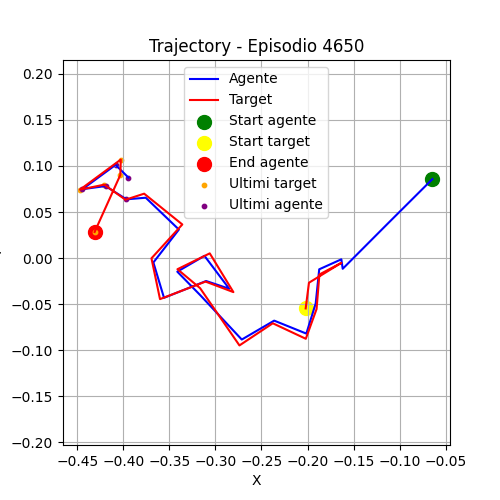 Trajectory - Episodio 4650
Agente
Target
Start agente
Start target
End agente
Ultimi target
Ultimi agente
0.20
0.15
0.10
0.05
0.00
−0.05
−0.10
−0.15
−0.20
−0.45 −0.40 −0.35 −0.30 −0.25 −0.20 −0.15 −0.10 −0.05
X